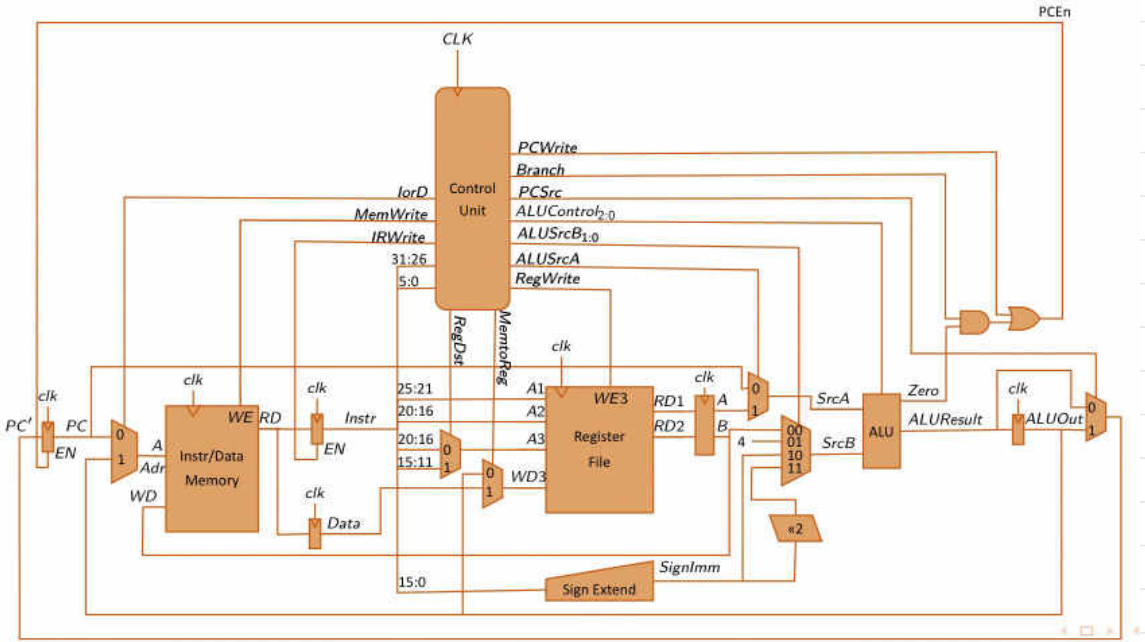 PCEn
CLK
PCWrite
Branch
PCSrc
ALUControl2:0
ALUSrcB1:0
ALUSrcA
RegWrite
Control
Unit
IorD
MemWrite
IRWrite
31:26
5:0
RegDst
MemtoReg
clk
PC′
PC
EN
0
1
A
Adr
WD
clk
WE
RD
Instr/Data
Memory
clk
EN
Instr
clk
Data
25:21
20:16
20:16
15:11
15:0
0
1
0
1
clk
A1
A2
A3
WD3
WE3
Register
File
RD1
RD2
clk
A
B
0
1
4
00
01
10
11
SrcA
SrcB
ALU
Zero
ALUResult
clk
ALUOut
0
1
«2
Sign Extend
SignImm